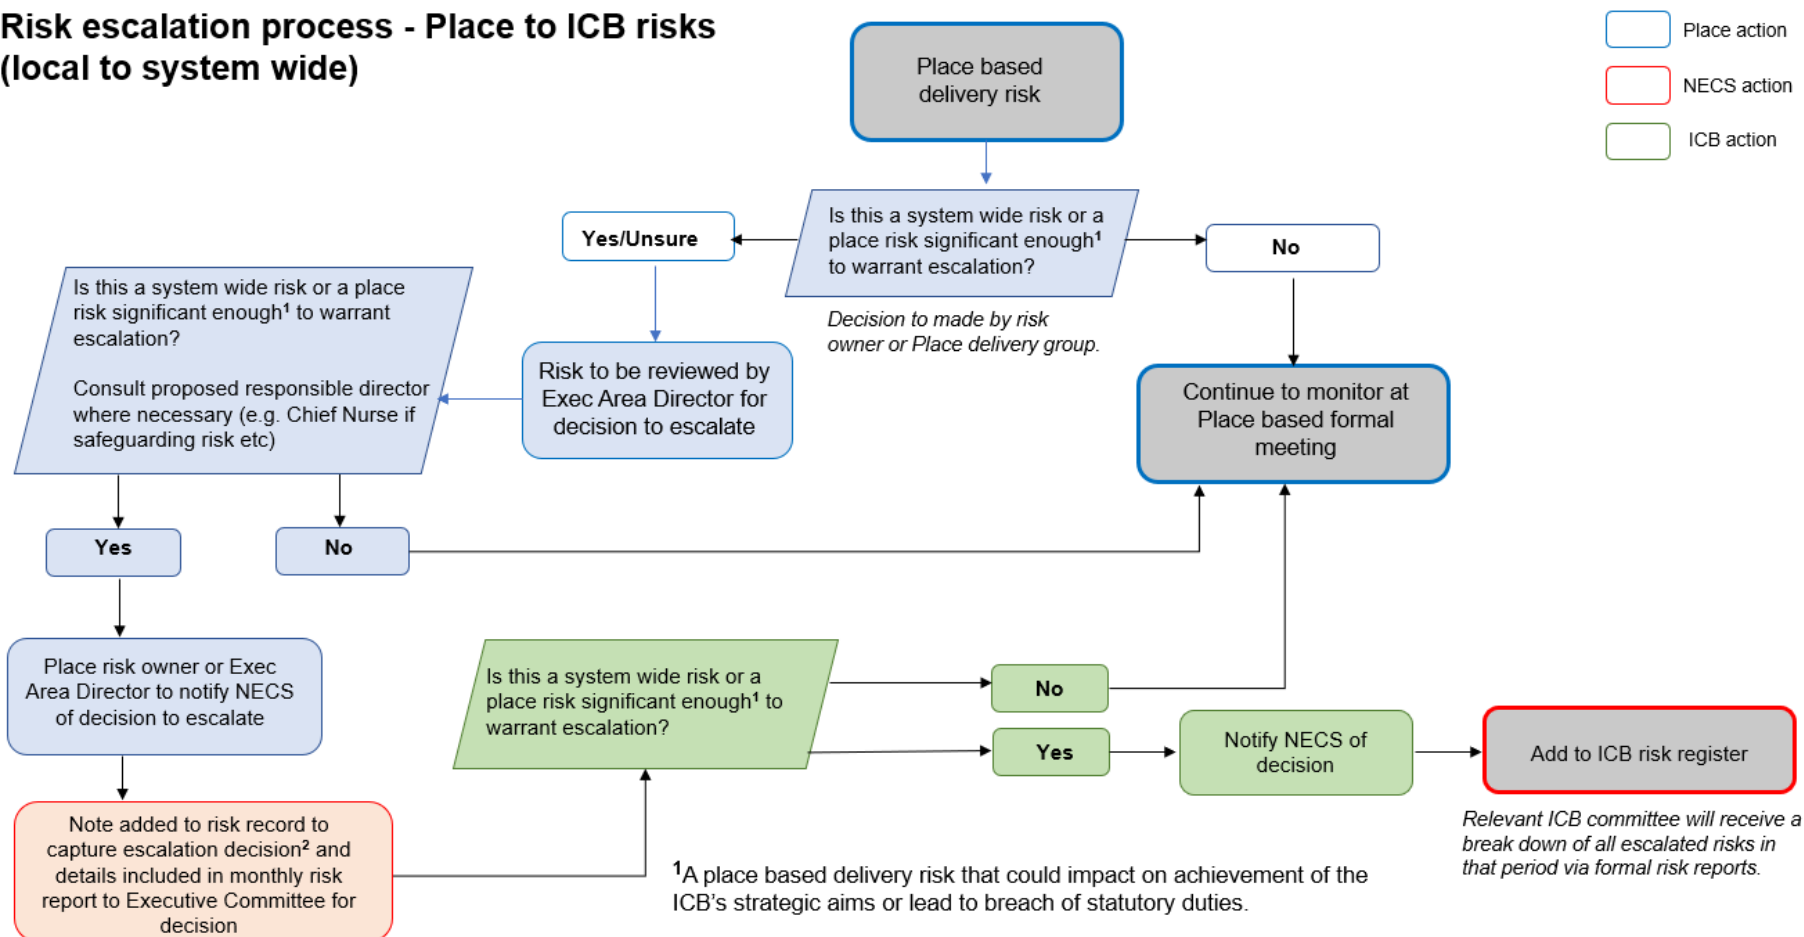 Risk escalation process - Place to ICB risks
(local to system wide)
Place action
NECS action
ICB action
Place based
delivery risk
Is this a system wide risk or a
place risk significant enough¹
to warrant escalation?
Decision to made by risk
owner or Place delivery group.
Yes/Unsure
No
Risk to be reviewed by
Exec Area Director for
decision to escalate
Continue to monitor at
Place based formal
meeting
Is this a system wide risk or a place
risk significant enough¹ to warrant
escalation?
Consult proposed responsible director
where necessary (e.g. Chief Nurse if
safeguarding risk etc)
Yes
No
Place risk owner or Exec
Area Director to notify NECS
of decision to escalate
Note added to risk record to
capture escalation decision² and
details included in monthly risk
report to Executive Committee for
decision
Is this a system wide risk or a
place risk significant enough¹ to
warrant escalation?
No
Yes
Notify NECS of
decision
Add to ICB risk register
Relevant ICB committee will receive a
break down of all escalated risks in
that period via formal risk reports.
¹A place based delivery risk that could impact on achievement of the
ICB's strategic aims or lead to breach of statutory duties.